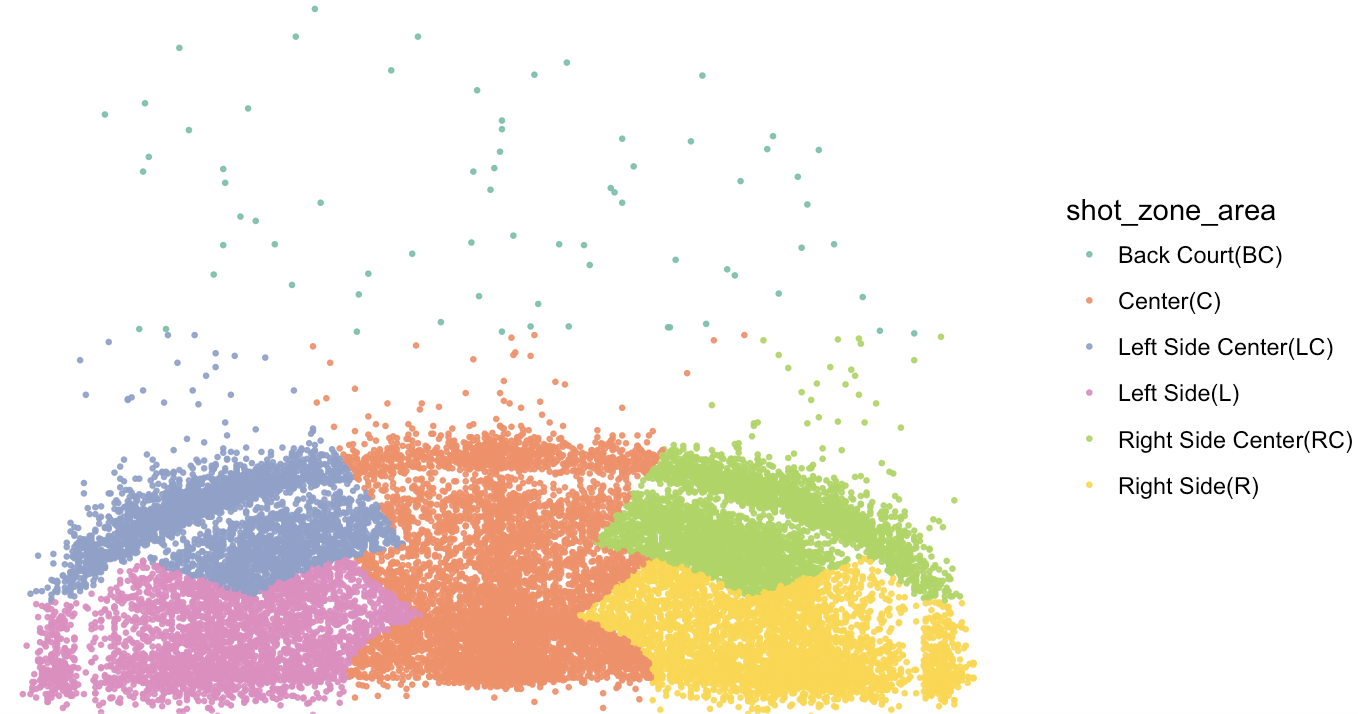 shot_zone_area
Back Court(BC)
Center(C)
Left Side Center(LC)
Left Side(L)
Right Side Center(RC)
Right Side(R)